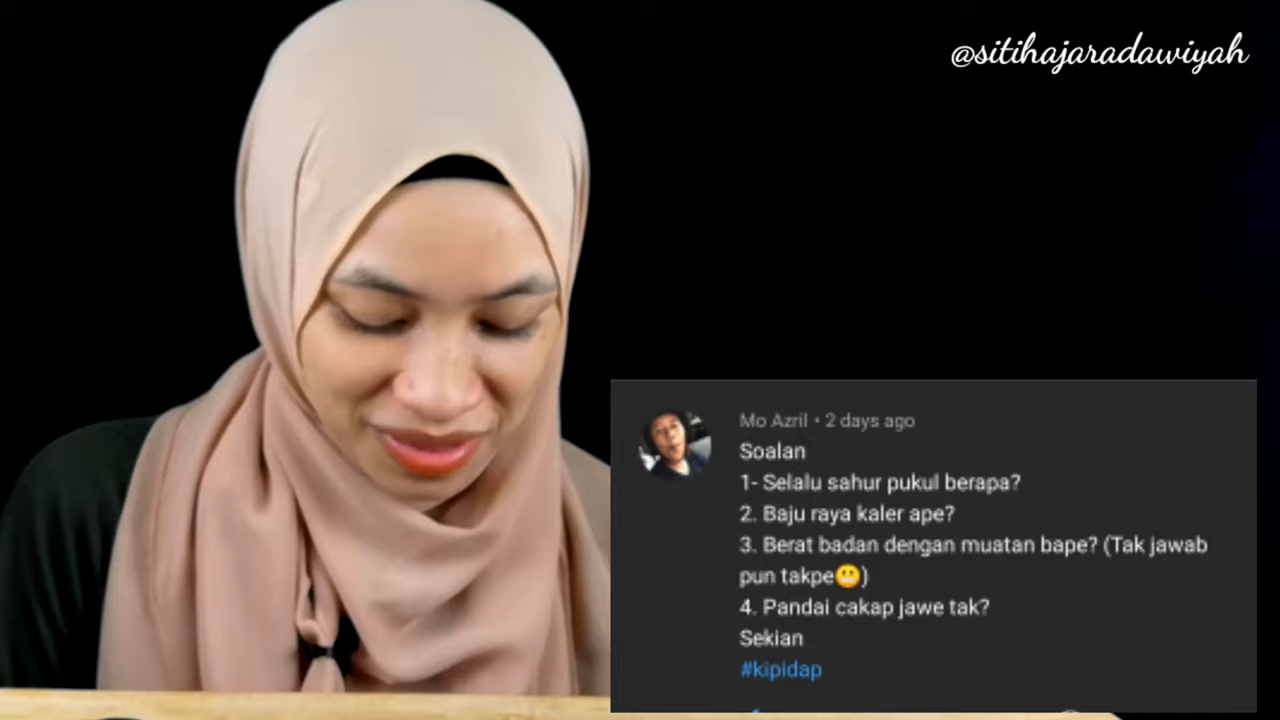 @sitihajaradawiyah
Mo Azril • 2 days ago
Soalan
1- Selalu sahur pukul berapa?
2. Baju raya kaler ape?
3. Berat badan dengan muatan bape? (Tak jawab
pun takpe😬)
4. Pandai cakap jawe tak?
Sekian
#kipidap